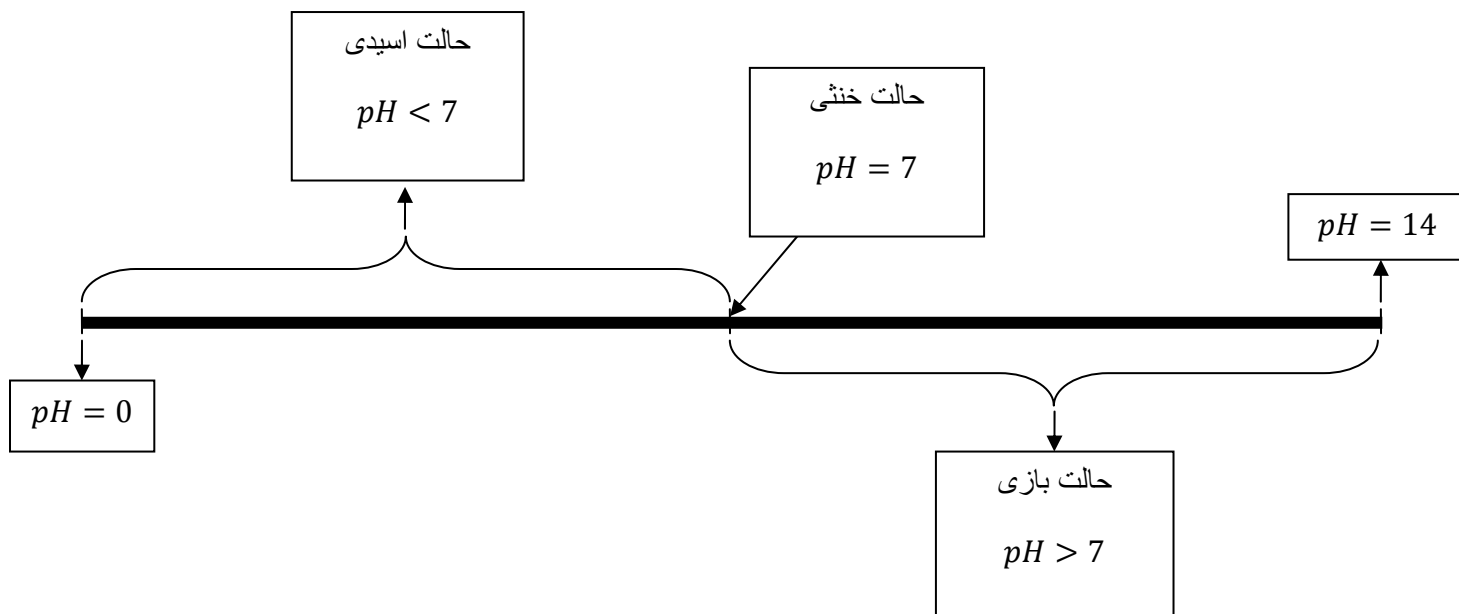 حالت اسیدی
pH < 7
حالت خنثی
pH = 7
pH = 14
pH = 0
حالت بازی
pH > 7